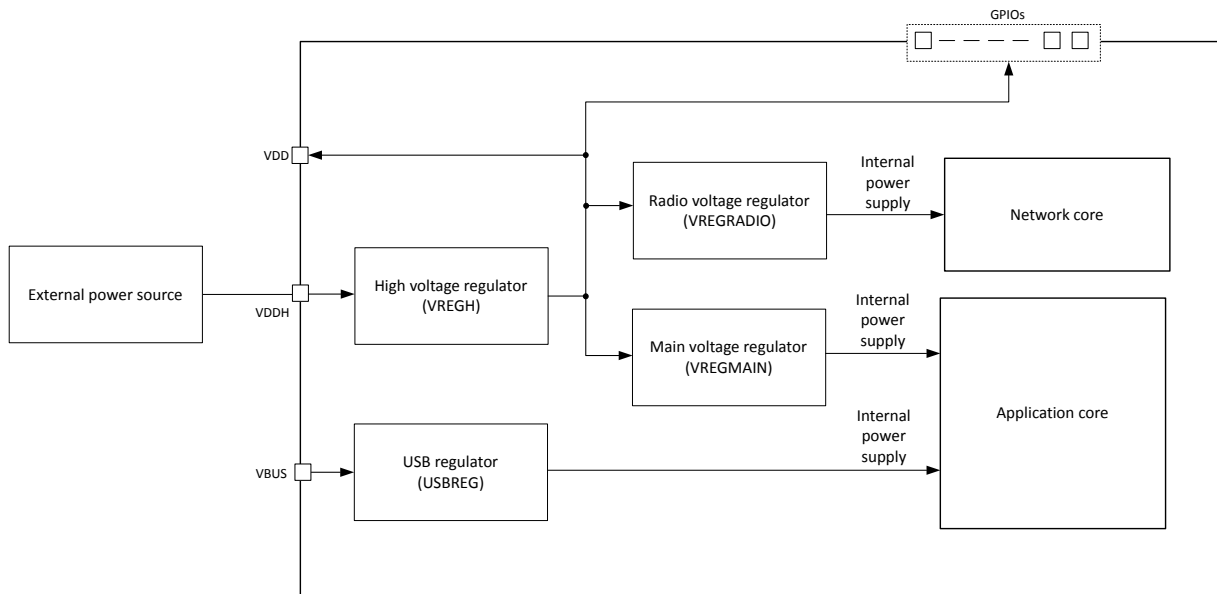 GPIOs
VDD
Radio voltage regulator
(VREGRADIO)
Internal
power
supply
Network core
External power source
VDDH
High voltage regulator
(VREGH)
Main voltage regulator
(VREGMAIN)
Internal
power
supply
Application core
VBUS
USB regulator
(USBREG)
Internal
power
supply